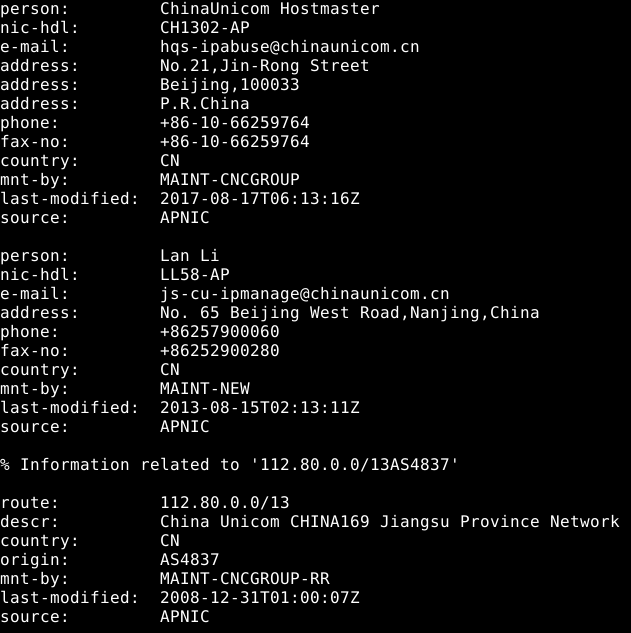 person: ChinaUnicom Hostmaster
nic-hdl: CH1302-AP
e-mail: hqs-ipabuse@chinaunicom.cn
address: No.21,Jin-Rong Street
address: Beijing,100033
address: P.R.China
phone: +86-10-66259764
fax-no: +86-10-66259764
country: CN
mnt-by: MAINT-CNCGROUP
last-modified: 2017-08-17T06:13:16Z
source: APNIC

person: Lan Li
nic-hdl: LL58-AP
e-mail: js-cu-ipmanage@chinaunicom.cn
address: No. 65 Beijing West Road,Nanjing,China
phone: +86257900060
fax-no: +86252900280
country: CN
mnt-by: MAINT-NEW
last-modified: 2013-08-15T02:13:11Z
source: APNIC

% Information related to '112.80.0.0/13AS4837'

route: 112.80.0.0/13
descr: China Unicom CHINA169 Jiangsu Province Network
country: CN
origin: AS4837
mnt-by: MAINT-CNCGROUP-RR
last-modified: 2008-12-31T01:00:07Z
source: APNIC